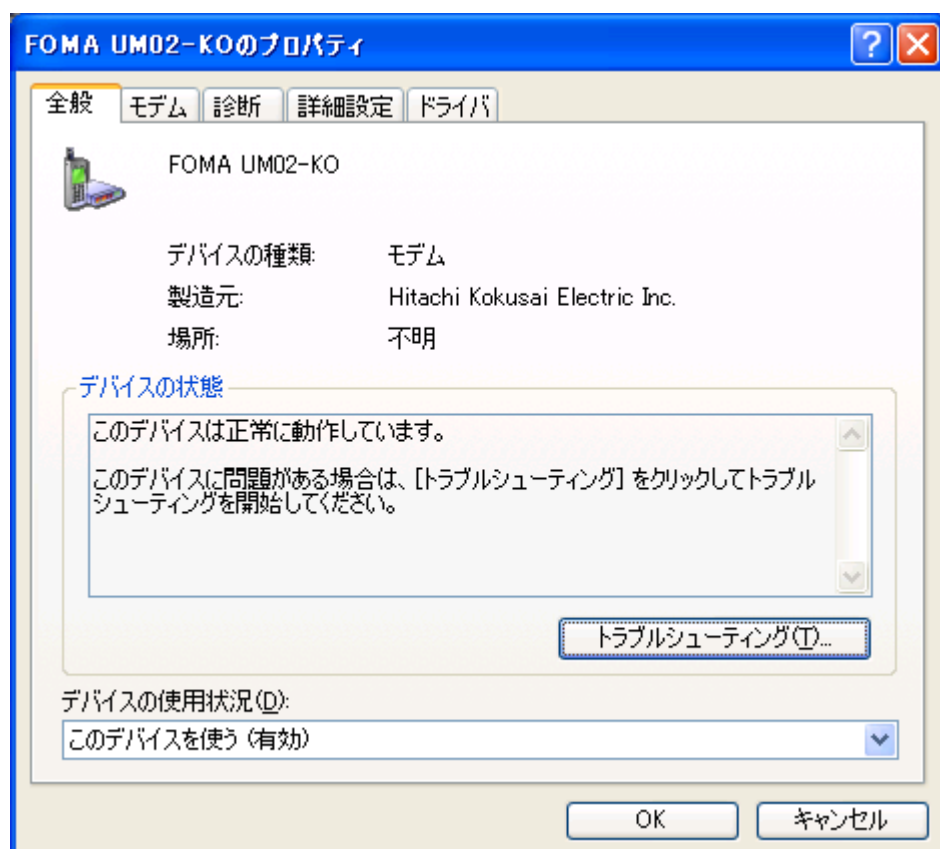 FOMA UM02-KOのプロパティ
全般 モデム 診断 詳細設定 ドライバ
FOMA UM02-KO
デバイスの種類: モデム
製造元: Hitachi Kokusai Electric Inc.
場所: 不明
デバイスの状態
このデバイスは正常に動作しています。
このデバイスに問題がある場合は、[トラブルシューティング] をクリックしてトラブル
シューティングを開始してください。
トラブルシューティング(T)...
デバイスの使用状況(D):
このデバイスを使う (有効)
OK キャンセル